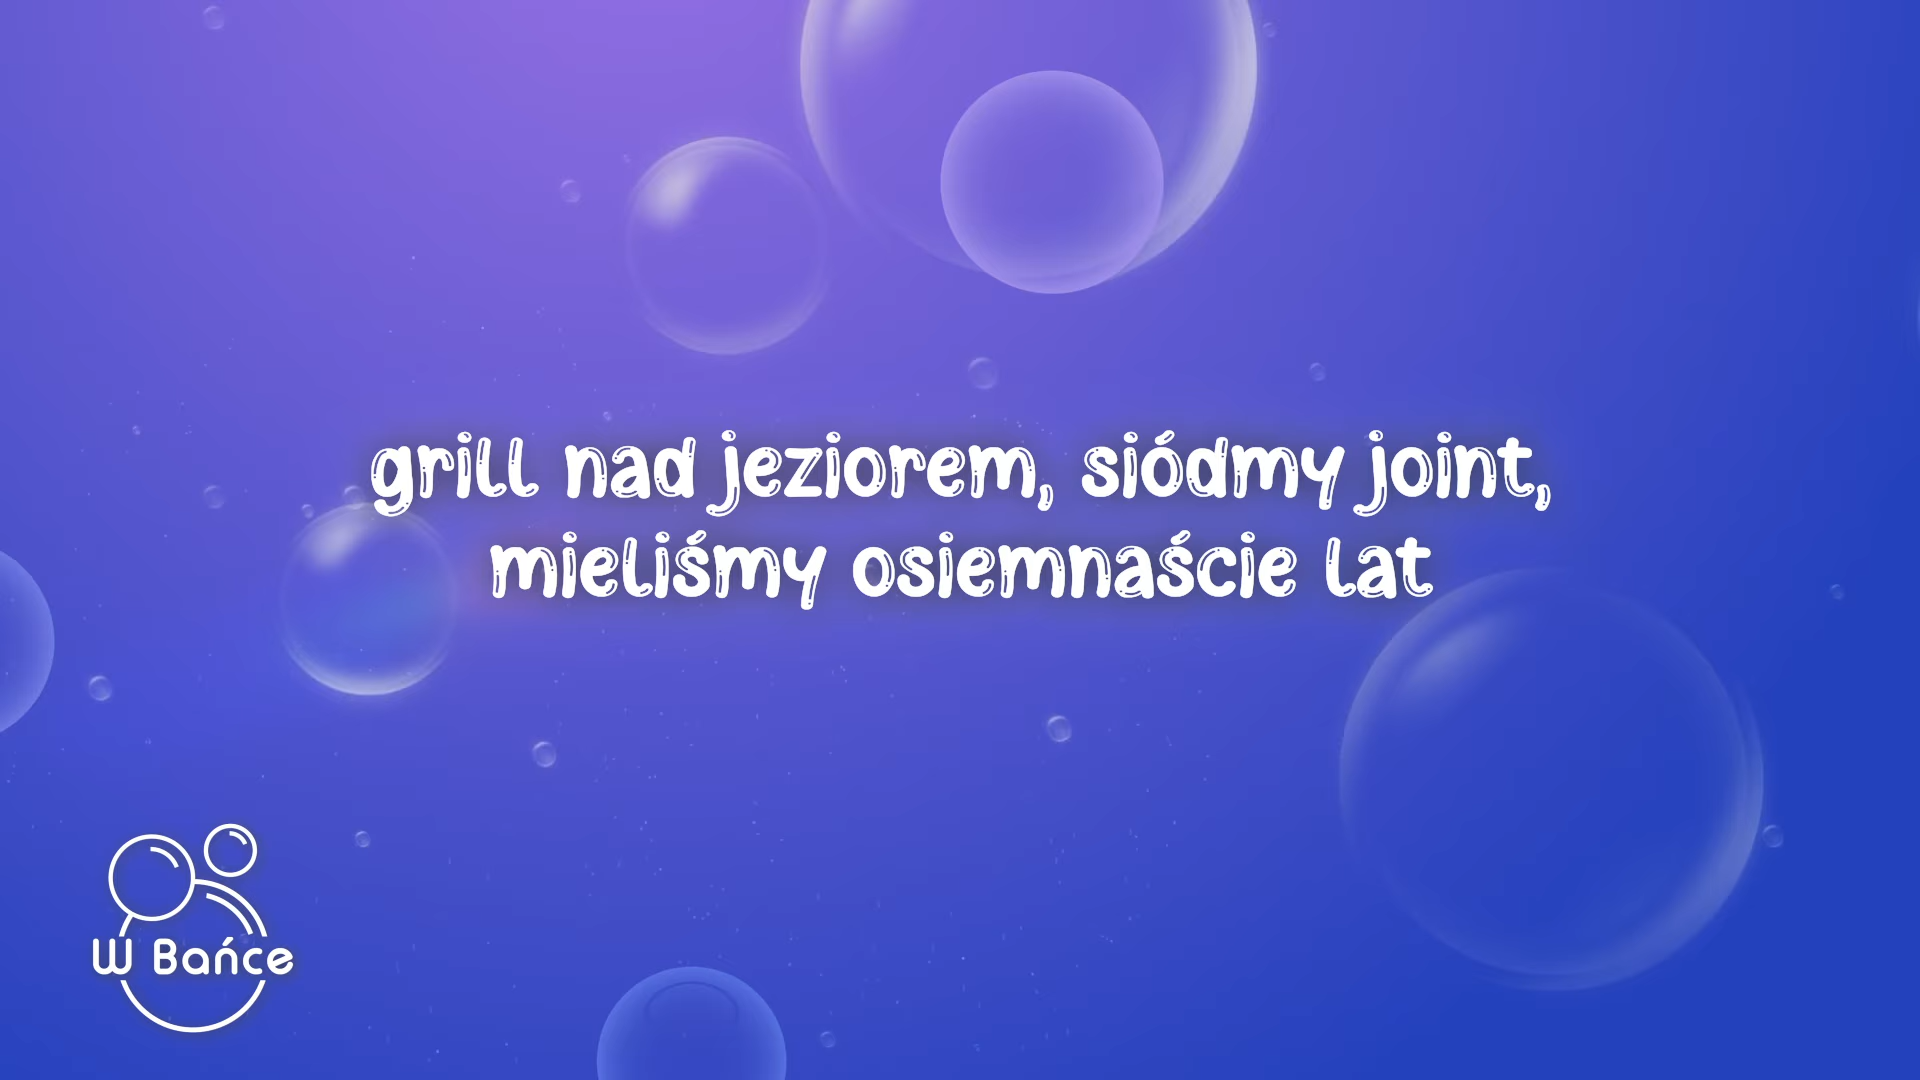 grill nad jeziorem, siódmy joint,
mieliśmy osiemnaście lat
W Bańce